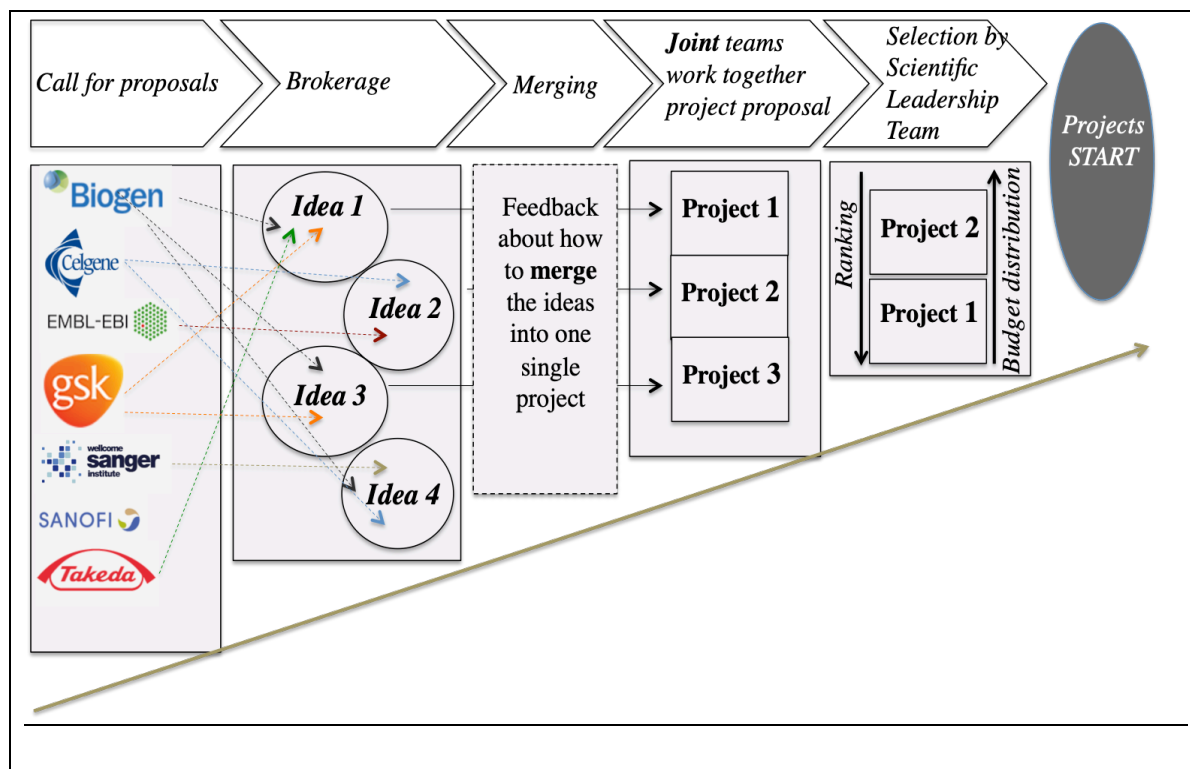 Call for proposals
Brokerage
Merging
Joint teams
work together
project proposal
Selection by
Scientific
Leadership
Team
Projects
START
Biogen
Celgene
EMBL-EBI
gsk
wellcome
sanger
institute
SANOFI
Takeda
Idea 1
Idea 2
Idea 3
Idea 4
Feedback
about how
to merge
the ideas
into one
single
project
Project 1
Project 2
Project 3
Ranking
Project 2
Project 1
Budget distribution